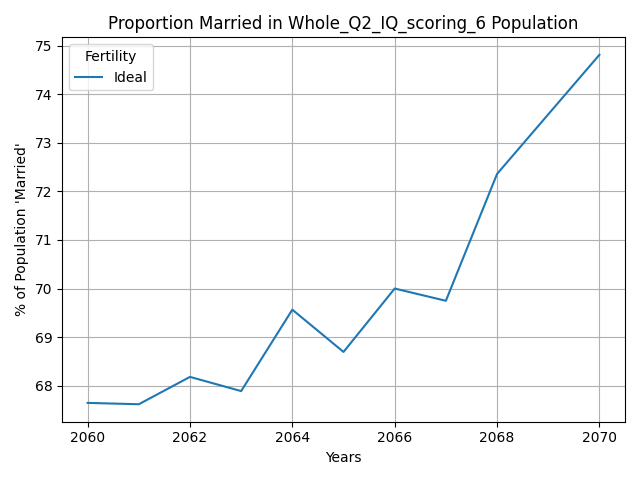 Proportion Married in Whole_Q2_IQ_scoring_6 Population
75
74
73
72
71
70
69
68
% of Population 'Married'
Fertility
Ideal
2060 2062 2064 2066 2068 2070
Years